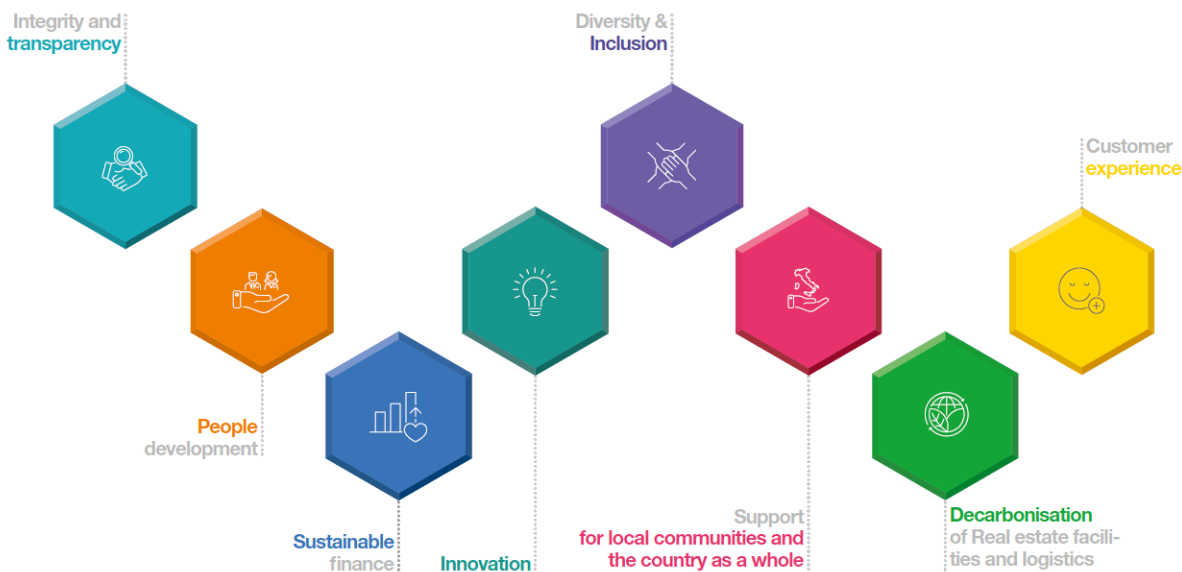 Integrity and
transparency
People
development
Sustainable
finance
Innovation
Diversity &
Inclusion
Support
for local communities and
the country as a whole
Decarbonisation
of Real estate facili-
ties and logistics
Customer
experience